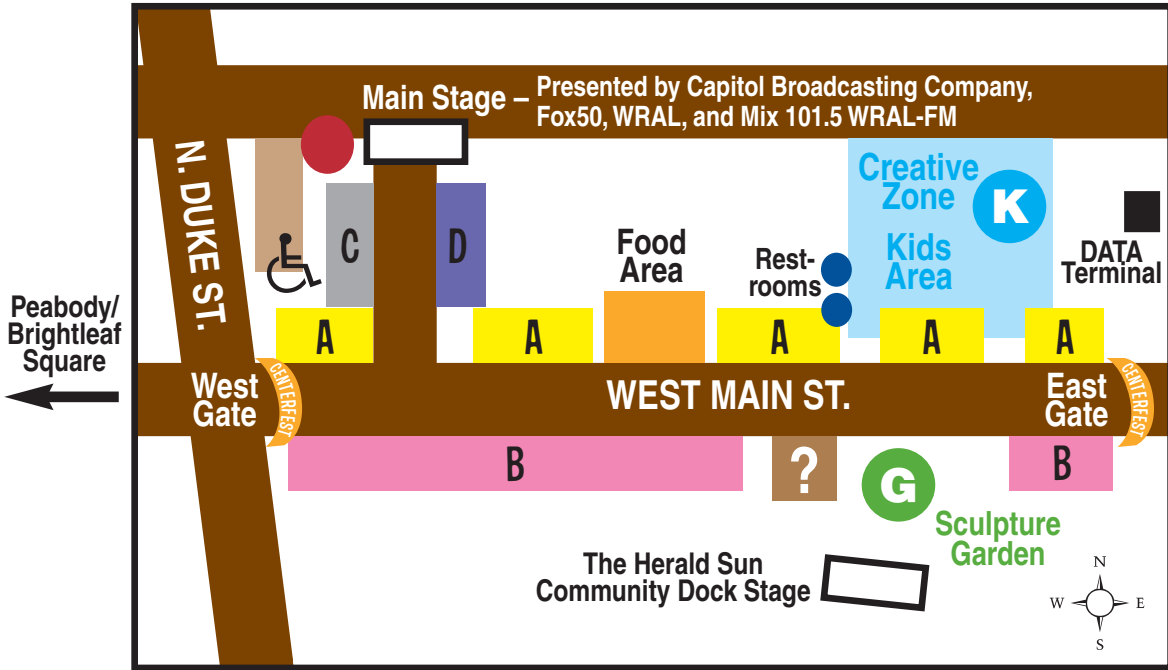 Main Stage – Presented by Capitol Broadcasting Company,
Fox50, WRAL, and Mix 101.5 WRAL-FM
N. DUKE ST.
Creative
Zone
K
Kids
Area
C
D
Food
Area
Rest-
rooms
DATA
Terminal
Peabody/
Brightleaf
Square
A
A
A
A
A
West
Gate
CENTERFEST
WEST MAIN ST.
East
Gate
CENTERFEST
B
?
G
B
Sculpture
Garden
The Herald Sun
Community Dock Stage
N
W
E
S